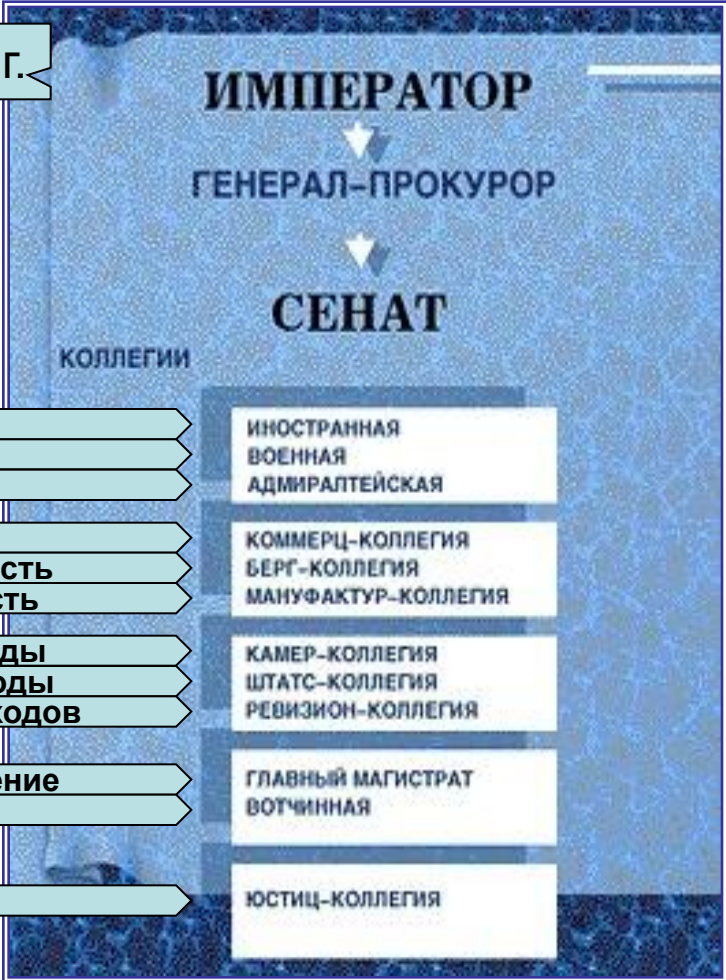 Г.
ИМПЕРАТОР
ГЕНЕРАЛ-ПРОКУРОР
СЕНАТ
КОЛЛЕГИИ
ИНОСТРАННАЯ
ВОЕННАЯ
АДМИРАЛТЕЙСКАЯ
КОММЕРЦ-КОЛЛЕГИЯ
сть БЕРГ-КОЛЛЕГИЯ
сть МАНУФАКТУР-КОЛЛЕГИЯ
ды КАМЕР-КОЛЛЕГИЯ
оды ШТАТС-КОЛЛЕГИЯ
ходов РЕВИЗИОН-КОЛЛЕГИЯ
ение ГЛАВНЫЙ МАГИСТРАТ
ВОТЧИННАЯ
ЮСТИЦ-КОЛЛЕГИЯ